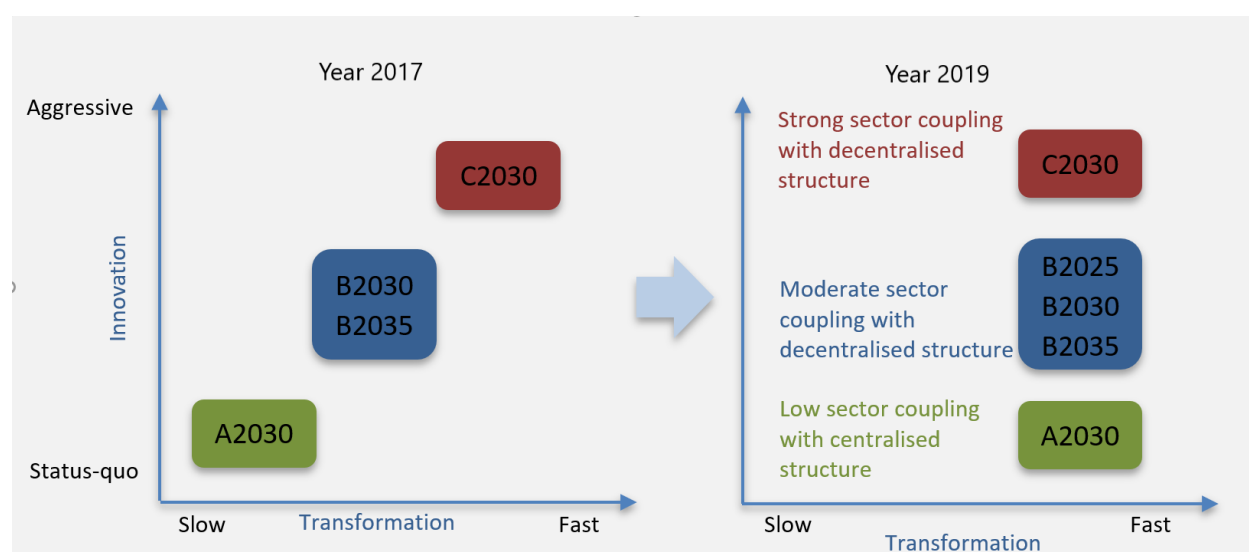 Year 2017
Aggressive
Innovation
Status-quo
C2030
B2030
B2035
A2030
Slow
Transformation
Fast
Year 2019
Strong sector coupling
with decentralised
structure
C2030
Moderate sector
coupling with
decentralised structure
B2025
B2030
B2035
Low sector coupling
with centralised
structure
A2030
Slow
Fast
Transformation